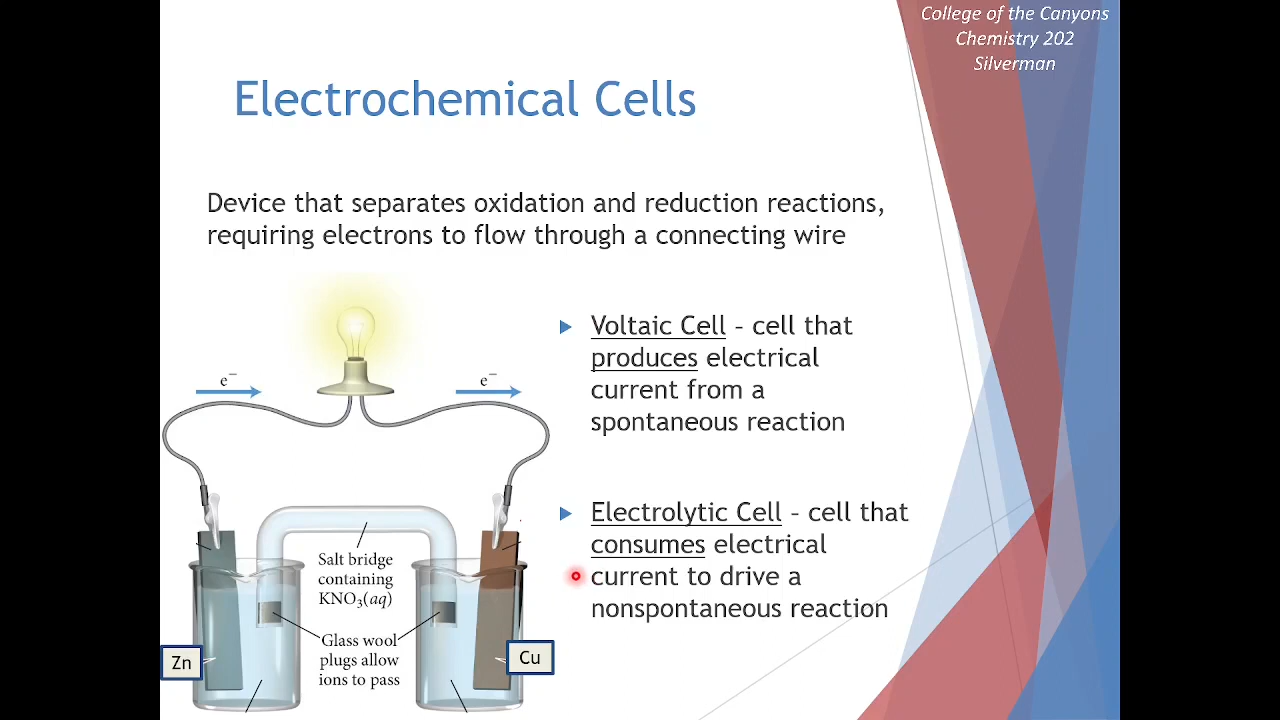 College of the Canyons
Chemistry 202
Silverman
Electrochemical Cells
Device that separates oxidation and reduction reactions,
requiring electrons to flow through a connecting wire
Voltaic Cell – cell that
produces electrical
current from a
spontaneous reaction
Electrolytic Cell – cell that
consumes electrical
current to drive a
nonspontaneous reaction
e⁻
e⁻
Salt bridge
containing
KNO₃(aq)
Glass wool
plugs allow
ions to pass
Zn
Cu